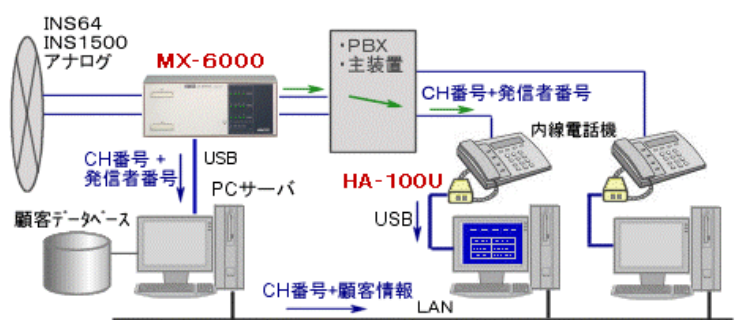 INS64
INS1500
アナログ
MX-6000
・PBX
・主装置
CH番号+発信者番号
内線電話機
CH番号 +
発信者番号
USB
PCサーバ
HA-100U
USB
顧客データベース
CH番号+顧客情報
LAN